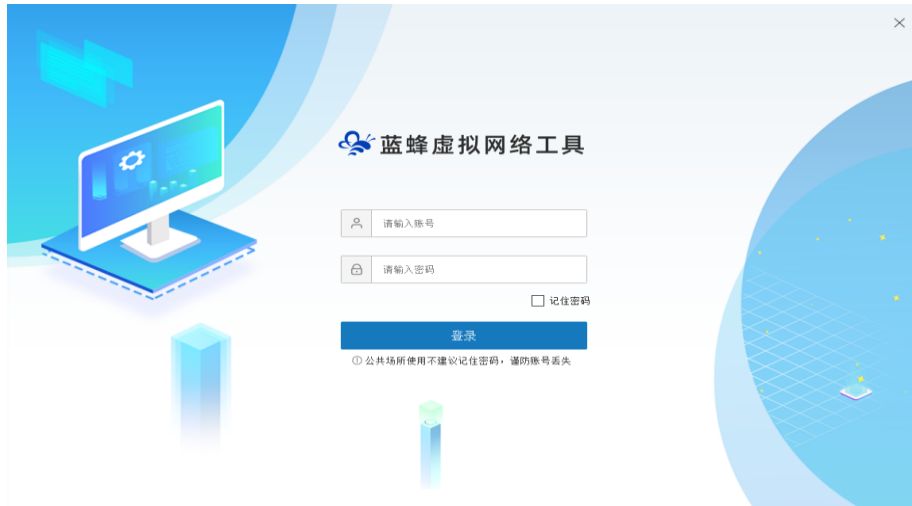 蓝蜂虚拟网络工具
请输入账号
请输入密码
记住密码
登录
公共场所使用不建议记住密码，谨防账号丢失